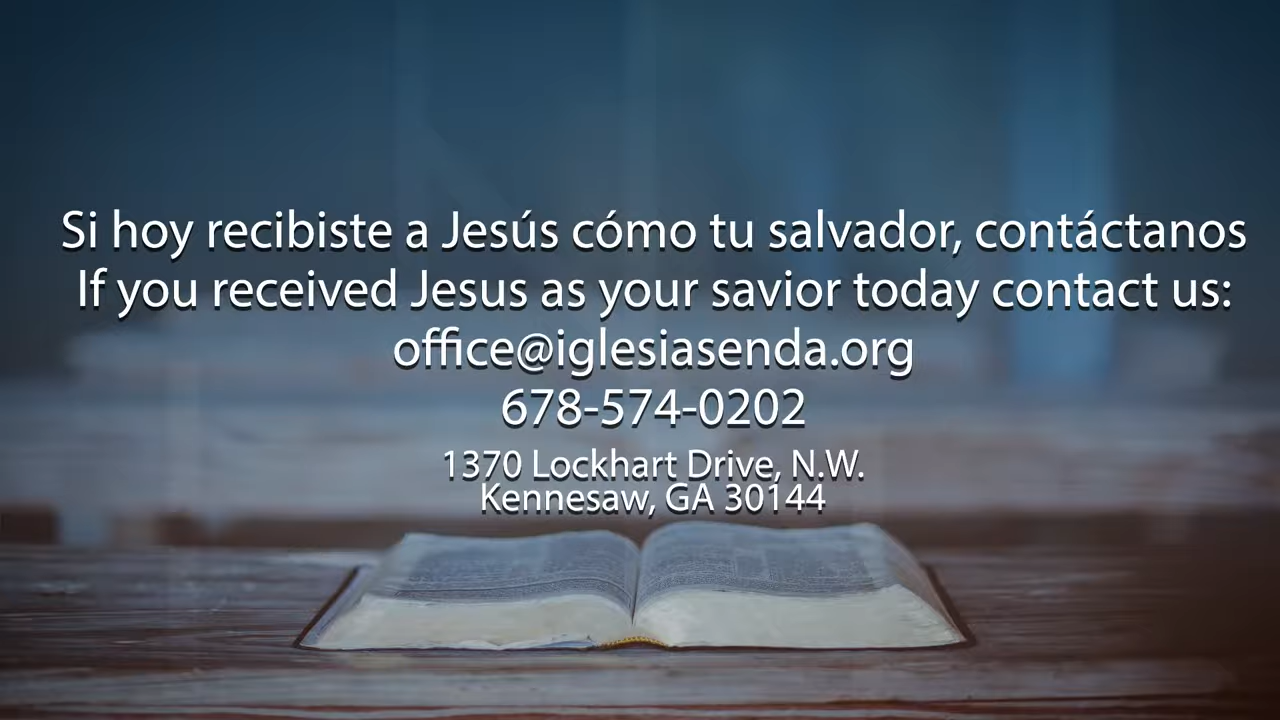 Si hoy recibiste a Jesús cómo tu salvador, contáctanos
If you received Jesus as your savior today contact us:
office@iglesiasenda.org
678-574-0202
1370 Lockhart Drive, N.W.
Kennesaw, GA 30144